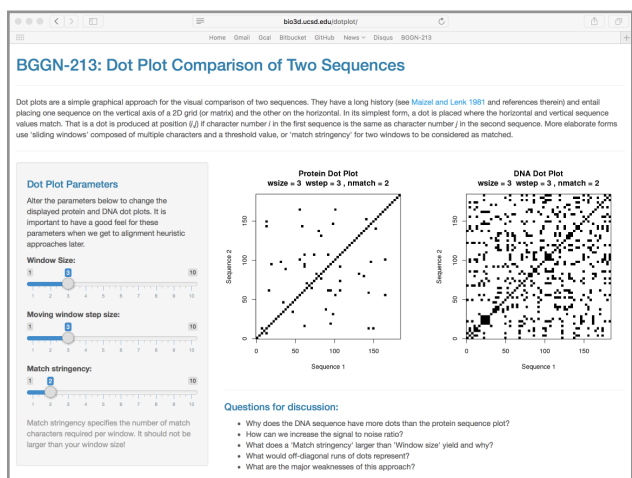 bio3d.ucsd.edu/dotplot/
Home Gmail Gcal Bitbucket GitHub News Disqus BGGN-213
BGGN-213: Dot Plot Comparison of Two Sequences
Dot plots are a simple graphical approach for the visual comparison of two sequences. They have a long history (see Maizel and Lenk 1981 and references therein) and entail
placing one sequence on the vertical axis of a 2D grid (or matrix) and the other on the horizontal. In its simplest form, a dot is placed where the horizontal and vertical sequence
values match. That is a dot is produced at position (i,j) if character number i in the first sequence is the same as character number j in the second sequence. More elaborate forms
use 'sliding windows' composed of multiple characters and a threshold value, or 'match stringency' for two windows to be considered as matched.
Dot Plot Parameters
Alter the parameters below to change the
displayed protein and DNA dot plots. It is
important to have a good feel for these
parameters when we get to alignment heuristic
approaches later.
Window Size:
1 3 10
1 2 3 4 5 6 7 8 9 10
Moving window step size:
1 3 10
1 2 3 4 5 6 7 8 9 10
Match stringency:
1 2 10
1 2 3 4 5 6 7 8 9 10
Match stringency specifies the number of match
characters required per window. It should not be
larger than your window size!
Protein Dot Plot
wsize = 3 wstep = 3 , nmatch = 2
Sequence 2
150
100
50
0
0 50 100 150
Sequence 1
DNA Dot Plot
wsize = 3 wstep = 3 , nmatch = 2
Sequence 2
150
100
50
0
0 50 100 150
Sequence 1
Questions for discussion:
• Why does the DNA sequence have more dots than the protein sequence plot?
• How can we increase the signal to noise ratio?
• What does a 'Match stringency' larger than 'Window size' yield and why?
• What would off-diagonal runs of dots represent?
• What are the major weaknesses of this approach?